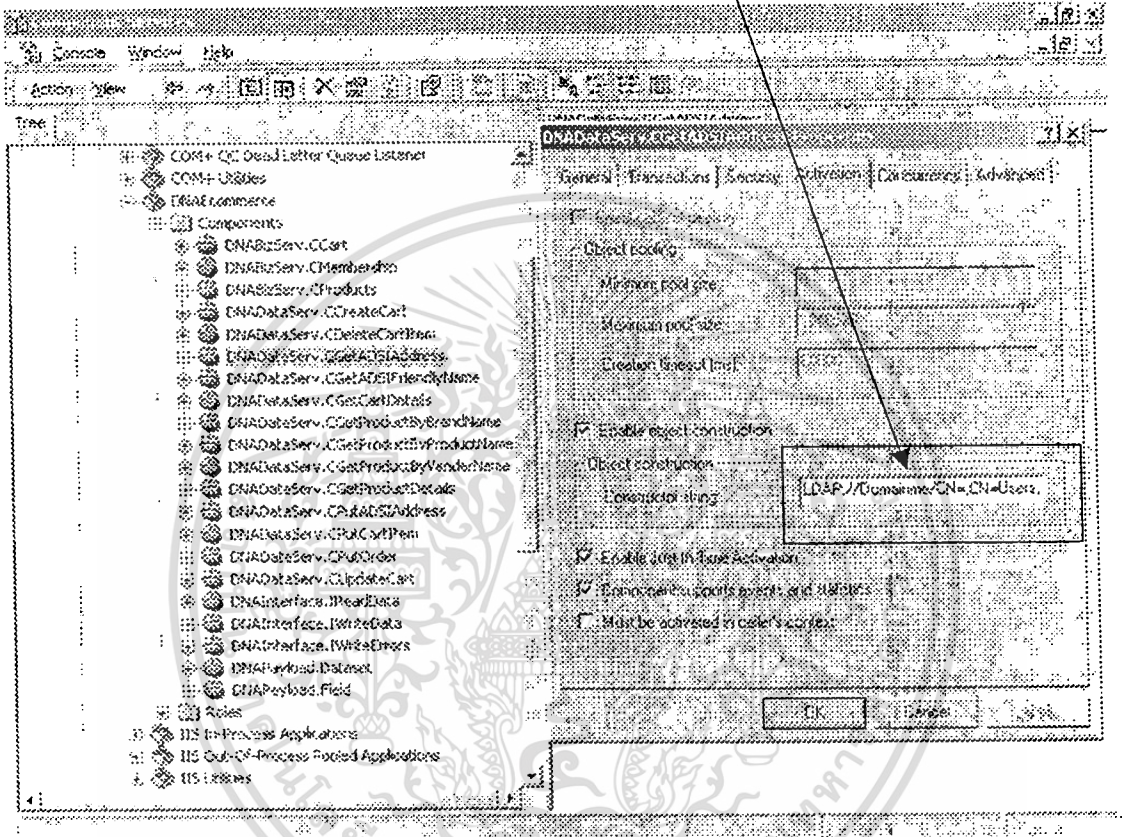 Console Window Help
Action View
Tree
COM+ QC Dead Letter Queue Listener
COM+ Utilities
DNAEcommerce
Components
DNABizServ.CCart
DNABizServ.CMembership
DNABizServ.CProducts
DNADataServ.CCreateCart
DNADataServ.CDeleteCartItem
DNADataServ.CGetADSIAddress
DNADataServ.CGetADSIFriendlyName
DNADataServ.CGetCartDetails
DNADataServ.CGetProductByBrandName
DNADataServ.CGetProductByProductName
DNADataServ.CGetProductByVenderName
DNADataServ.CGetProductDetails
DNADataServ.CPutADSIAddress
DNADataServ.CPutCartItem
DNADataServ.CPutOrder
DNADataServ.CUpdateCart
DNAInterface.IReadData
DNAInterface.IWriteData
DNAInterface.IWriteErrors
DNAPayload.Dataset
DNAPayload.Field
Roles
IIS In-Process Applications
IIS Out-Of-Process Pooled Applications
IIS Utilities
General Transactions Security Activation Concurrency Advanced
Object pooling
Minimum pool size:
Maximum pool size:
Creation timeout (ms):
Enable object construction
Object construction
Constructor string:
LDAP://Domainme/CN=,CN=Users,
Enable Just In Time Activation
Component supports events and statistics
Must be activated in caller's context
OK Cancel